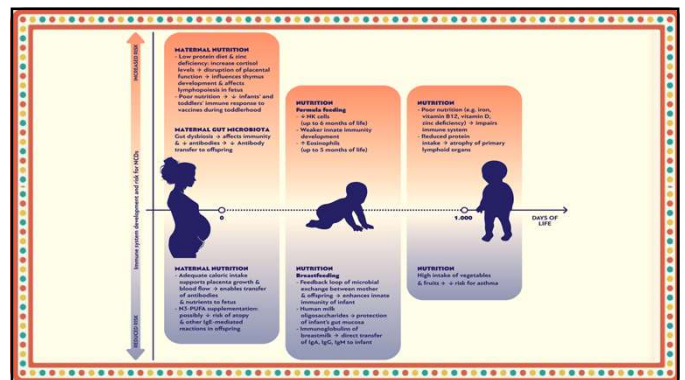 INCREASED RISK
Immune system development and risk for NCDs
REDUCED RISK
MATERNAL NUTRITION
- Low protein diet & zinc
deficiency: increase cortisol
levels → disruption of placental
function → influences thymus
development & affects
lymphopoiesis in fetus
- Poor nutrition → ↓ infants' and
toddlers' immune response to
vaccines during toddlerhood
MATERNAL GUT MICROBIOTA
Gut dysbiosis → affects immunity
& ↓ antibodies → ↓ Antibody
transfer to offspring
NUTRITION
Formula feeding
- ↓ NK cells
(up to 6 months of life)
- Weaker innate immunity
development
- ↑ Eosinophils
(up to 5 months of life)
NUTRITION
- Poor nutrition (e.g. iron,
vitamin B12, vitamin D,
zinc deficiency) → impairs
immune system
- Reduced protein
intake → atrophy of primary
lymphoid organs
0
1.000
DAYS OF
LIFE
MATERNAL NUTRITION
- Adequate caloric intake
supports placenta growth &
blood flow → enables transfer
of antibodies
& nutrients to fetus
- N3-PUFA supplementation:
possibly ↓ risk of atopy
& other IgE-mediated
reactions in offspring
NUTRITION
Breastfeeding
- Feedback loop of microbial
exchange between mother
& offspring → enhances innate
immunity of infant
- Human milk
oligosaccharides → protection
of infant's gut mucosa
- Immunoglobulins of
breastmilk → direct transfer
of IgA, IgG, IgM to infant
NUTRITION
High intake of vegetables
& fruits → ↓ risk for asthma